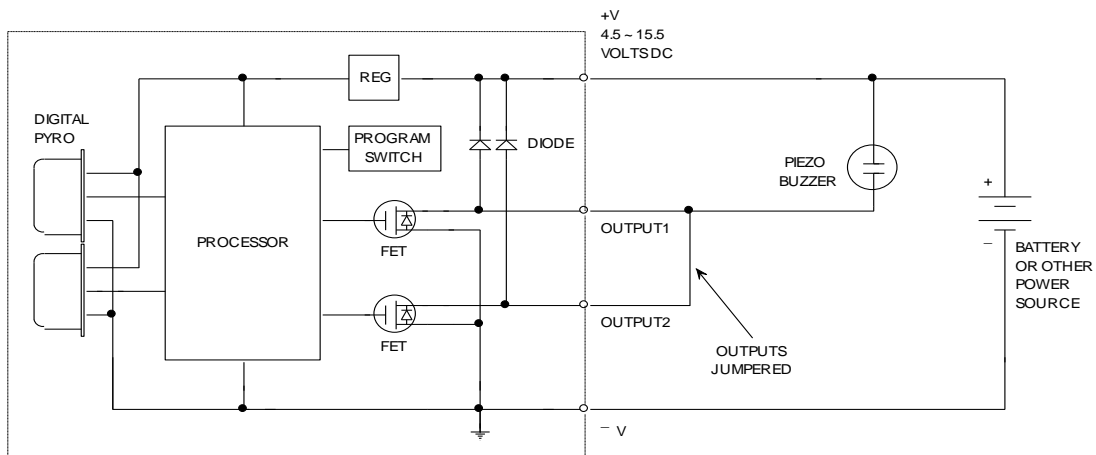 +V
4.5 ~ 15.5
VOLTS DC
REG
DIGITAL
PYRO
PROGRAM
SWITCH
DIODE
PIEZO
BUZZER
+
PROCESSOR
FET
OUTPUT1
–
BATTERY
OR OTHER
POWER
SOURCE
FET
OUTPUT2
OUTPUTS
JUMPERED
– V